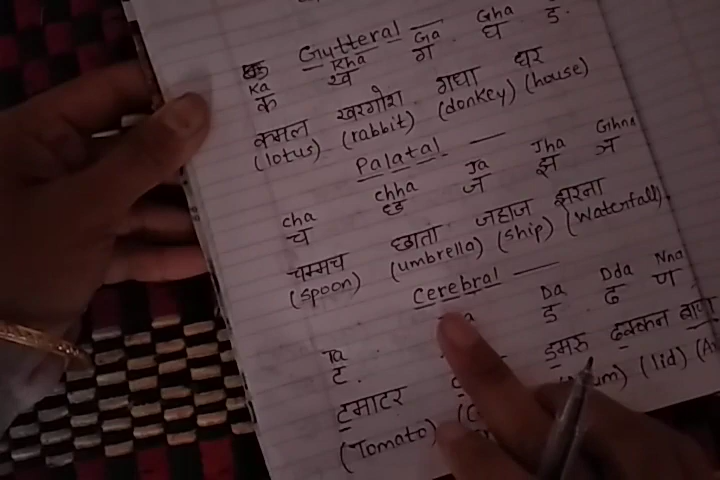 Gutteral
Ka Kha Ga Gha
क ख ग घ ङ
कमल खरगोश गधा घर
(lotus) (rabbit) (donkey) (house)
Palatal
cha chha Ja Jha
च छ ज झ ञ
चम्मच छाता जहाज झरना
(spoon) (umbrella) (ship) (Waterfall)
Cerebral
Ta Da Dda Nna
ट ड ढ ण
टमाटर डमरू ढक्कन बाण
(Tomato) (lid)